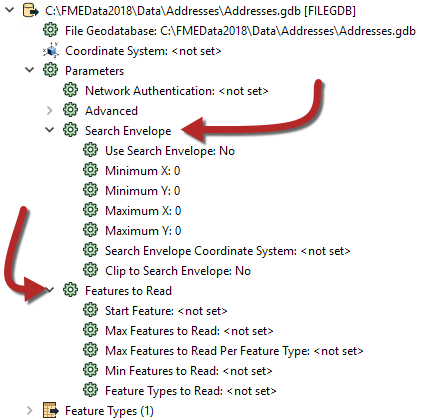 C:\FMEData2018\Data\Addresses\Addresses.gdb [FILEGDB]
File Geodatabase: C:\FMEData2018\Data\Addresses\Addresses.gdb
Coordinate System: <not set>
Parameters
Network Authentication: <not set>
Advanced
Search Envelope
Use Search Envelope: No
Minimum X: 0
Minimum Y: 0
Maximum X: 0
Maximum Y: 0
Search Envelope Coordinate System: <not set>
Clip to Search Envelope: No
Features to Read
Start Feature: <not set>
Max Features to Read: <not set>
Max Features to Read Per Feature Type: <not set>
Min Features to Read: <not set>
Feature Types to Read: <not set>
Feature Types (1)